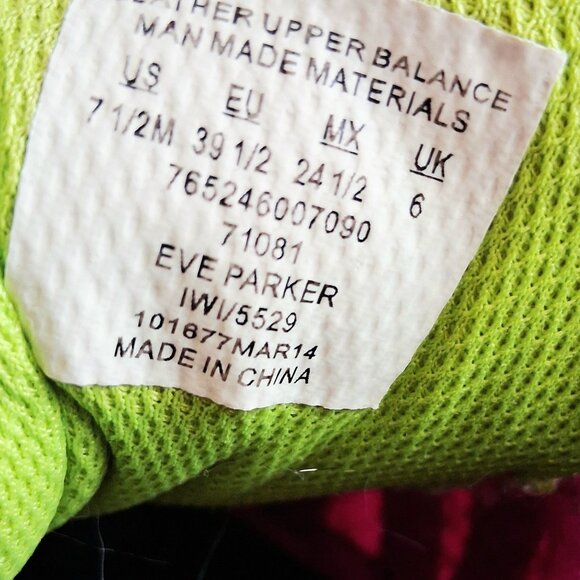 LEATHER UPPER BALANCE
MAN MADE MATERIALS
US EU MX UK
7 1/2M 39 1/2 24 1/2 6
765246007090
71081
EVE PARKER
IWI/5529
101677MAR14
MADE IN CHINA